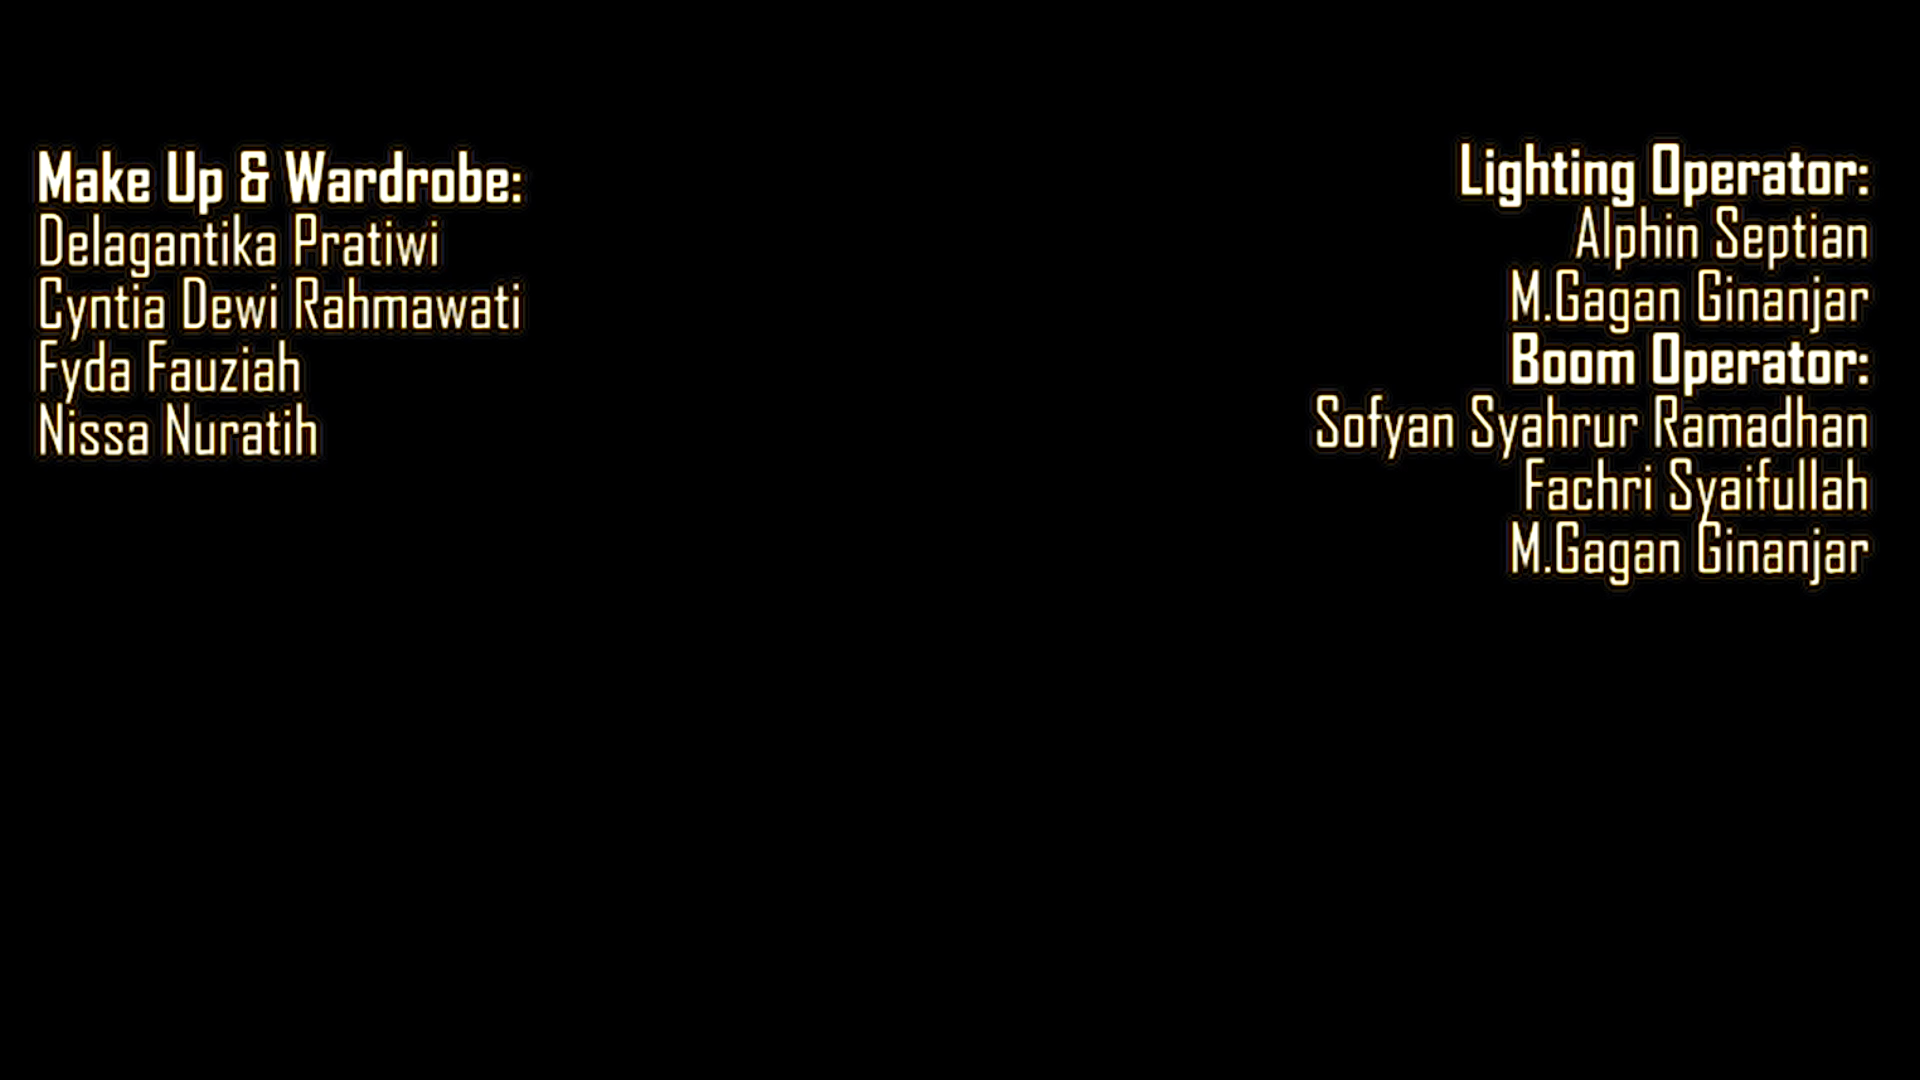 Make Up & Wardrobe:
Delagantika Pratiwi
Cyntia Dewi Rahmawati
Fyda Fauziah
Nissa Nuratih
Lighting Operator:
Alphin Septian
M.Gagan Ginanjar
Boom Operator:
Sofyan Syahrur Ramadhan
Fachri Syaifullah
M.Gagan Ginanjar